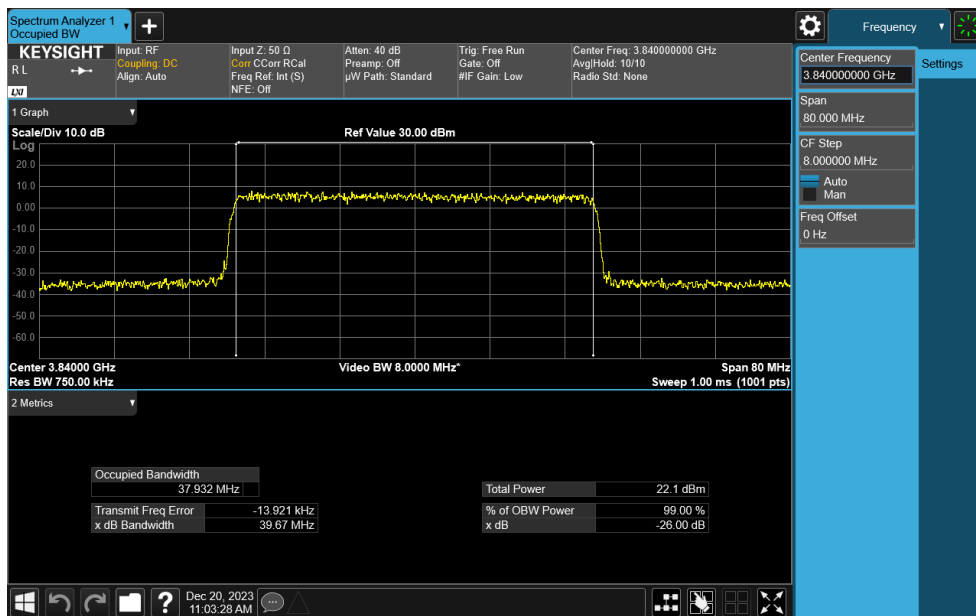 Spectrum Analyzer 1
Occupied BW
Frequency
KEYSIGHT
R L
LXI
Input: RF
Coupling: DC
Align: Auto
Input Z: 50 Ω
Corr CCorr RCal
Freq Ref: Int (S)
NFE: Off
Atten: 40 dB
Preamp: Off
µW Path: Standard
Trig: Free Run
Gate: Off
#IF Gain: Low
Center Freq: 3.840000000 GHz
Avg|Hold: 10/10
Radio Std: None
Center Frequency
3.840000000 GHz
Settings
Span
80.000 MHz
CF Step
8.000000 MHz
Auto
Man
Freq Offset
0 Hz
1 Graph
Scale/Div 10.0 dB
Ref Value 30.00 dBm
Log
20.0
10.0
0.00
-10.0
-20.0
-30.0
-40.0
-50.0
-60.0
Center 3.84000 GHz
Video BW 8.0000 MHz*
Span 80 MHz
Res BW 750.00 kHz
Sweep 1.00 ms (1001 pts)
2 Metrics
Occupied Bandwidth
37.932 MHz
Transmit Freq Error -13.921 kHz
x dB Bandwidth 39.67 MHz
Total Power 22.1 dBm
% of OBW Power 99.00 %
x dB -26.00 dB
?
Dec 20, 2023
11:03:28 AM